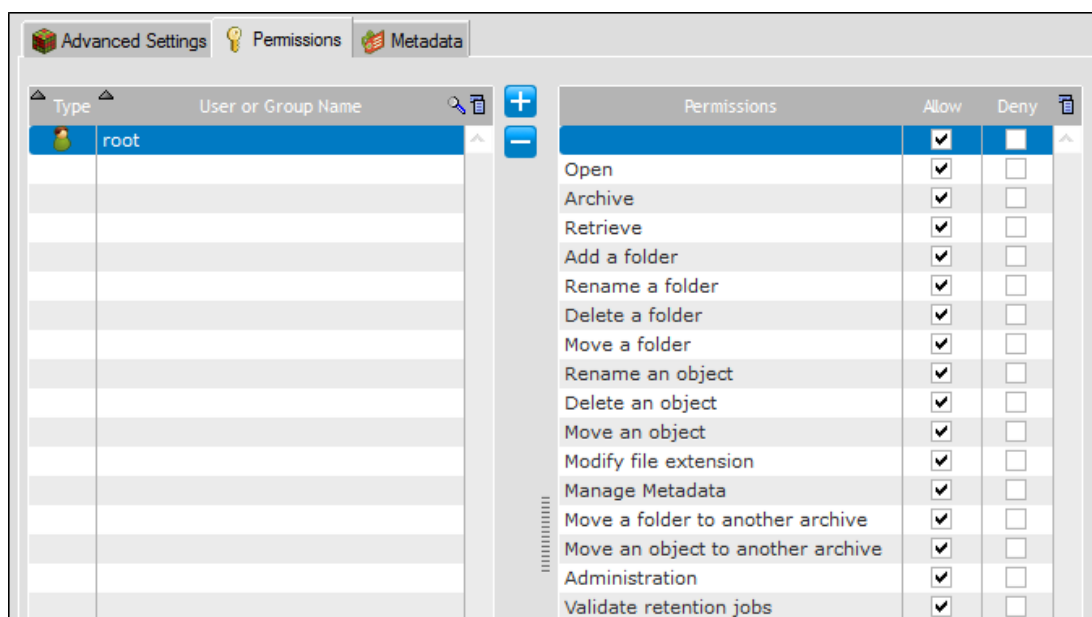 Advanced Settings Permissions Metadata
Type User or Group Name
root
Permissions Allow Deny
Open
Archive
Retrieve
Add a folder
Rename a folder
Delete a folder
Move a folder
Rename an object
Delete an object
Move an object
Modify file extension
Manage Metadata
Move a folder to another archive
Move an object to another archive
Administration
Validate retention jobs